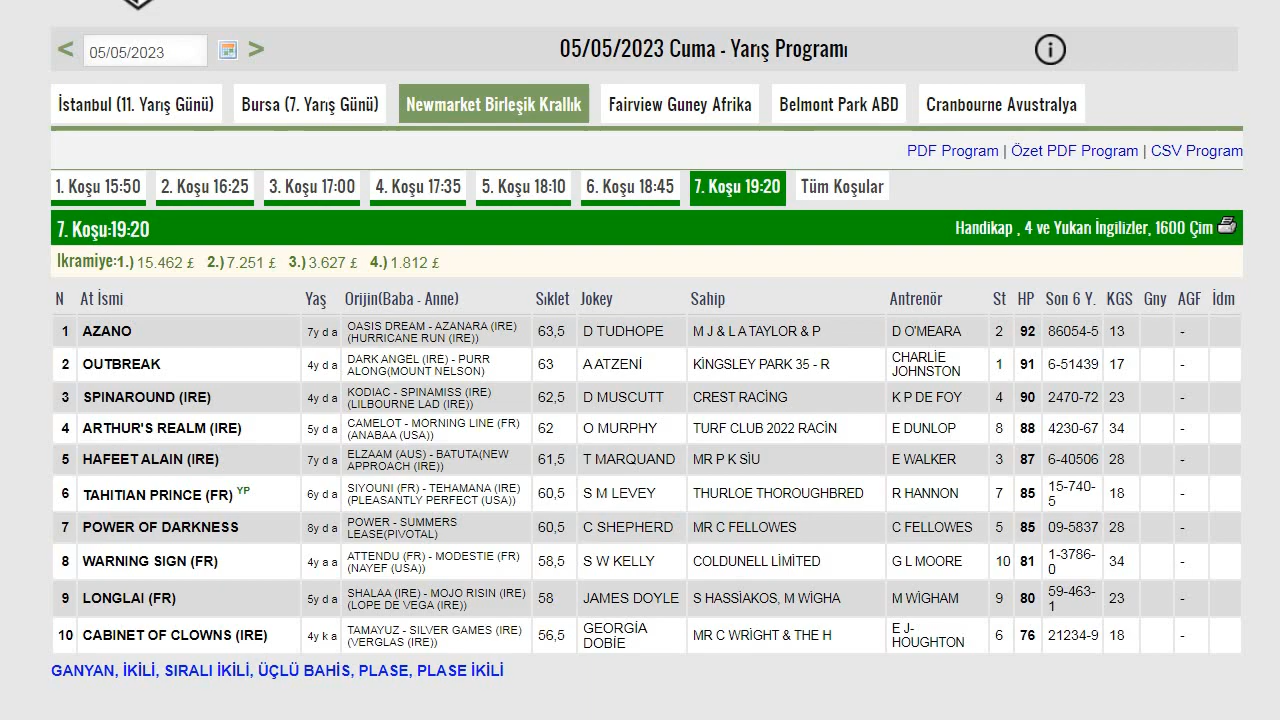 < 05/05/2023 > 05/05/2023 Cuma - Yarış Programı i
İstanbul (11. Yarış Günü) Bursa (7. Yarış Günü) Newmarket Birleşik Krallık Fairview Guney Afrika Belmont Park ABD Cranbourne Avustralya
PDF Program | Özet PDF Program | CSV Program
1. Koşu 15:50 2. Koşu 16:25 3. Koşu 17:00 4. Koşu 17:35 5. Koşu 18:10 6. Koşu 18:45 7. Koşu 19:20 Tüm Koşular
7. Koşu:19:20 Handikap , 4 ve Yukarı İngilizler, 1600 Çim
Ikramiye:1.) 15.462 £ 2.) 7.251 £ 3.) 3.627 £ 4.) 1.812 £
N At İsmi Yaş Orijin(Baba - Anne) Sıklet Jokey Sahip Antrenör St HP Son 6 Y. KGS Gny AGF İdm
1 AZANO 7y d a OASIS DREAM - AZANARA (IRE) (HURRICANE RUN (IRE)) 63,5 D TUDHOPE M J & L A TAYLOR & P D O'MEARA 2 92 86054-5 13 -
2 OUTBREAK 4y d a DARK ANGEL (IRE) - PURR ALONG(MOUNT NELSON) 63 A ATZENİ KİNGSLEY PARK 35 - R CHARLİE JOHNSTON 1 91 6-51439 17 -
3 SPINAROUND (IRE) 4y d a KODIAC - SPINAMISS (IRE) (LILBOURNE LAD (IRE)) 62,5 D MUSCUTT CREST RACİNG K P DE FOY 4 90 2470-72 23 -
4 ARTHUR'S REALM (IRE) 5y d a CAMELOT - MORNING LINE (FR) (ANABAA (USA)) 62 O MURPHY TURF CLUB 2022 RACİN E DUNLOP 8 88 4230-67 34 -
5 HAFEET ALAIN (IRE) 7y d a ELZAAM (AUS) - BATUTA(NEW APPROACH (IRE)) 61,5 T MARQUAND MR P K SİU E WALKER 3 87 6-40506 28 -
6 TAHITIAN PRINCE (FR) YP 6y d a SIYOUNI (FR) - TEHAMANA (IRE) (PLEASANTLY PERFECT (USA)) 60,5 S M LEVEY THURLOE THOROUGHBRED R HANNON 7 85 15-740-5 18 -
7 POWER OF DARKNESS 8y d a POWER - SUMMERS LEASE(PIVOTAL) 60,5 C SHEPHERD MR C FELLOWES C FELLOWES 5 85 09-5837 28 -
8 WARNING SIGN (FR) 4y a a ATTENDU (FR) - MODESTIE (FR) (NAYEF (USA)) 58,5 S W KELLY COLDUNELL LİMİTED G L MOORE 10 81 1-3786-0 34 -
9 LONGLAI (FR) 5y d a SHALAA (IRE) - MOJO RISIN (IRE) (LOPE DE VEGA (IRE)) 58 JAMES DOYLE S HASSİAKOS, M WİGHA M WİGHAM 9 80 59-463-1 23 -
10 CABINET OF CLOWNS (IRE) 4y k a TAMAYUZ - SILVER GAMES (IRE) (VERGLAS (IRE)) 56,5 GEORGİA DOBİE MR C WRİGHT & THE H E J-HOUGHTON 6 76 21234-9 18 -
GANYAN, İKİLİ, SIRALI İKİLİ, ÜÇLÜ BAHİS, PLASE, PLASE İKİLİ